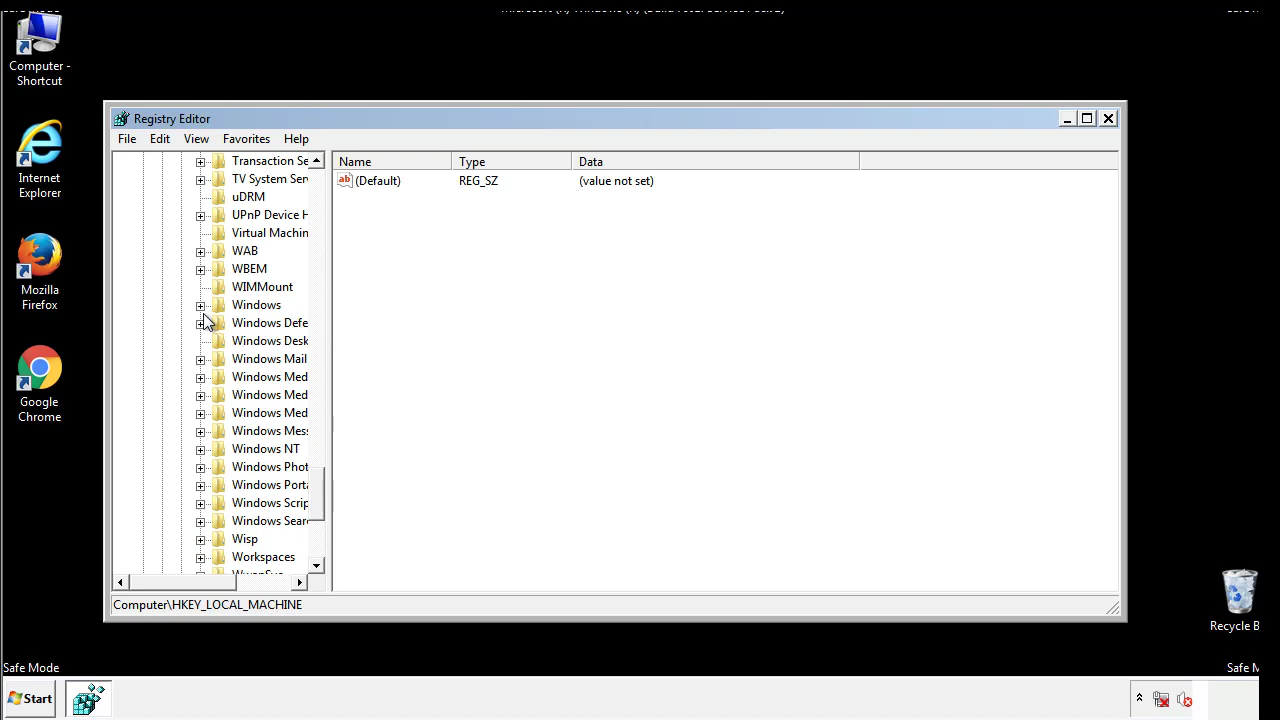 Computer -
Shortcut
Internet
Explorer
Mozilla
Firefox
Google
Chrome
Registry Editor
File Edit View Favorites Help
Name Type Data
(Default) REG_SZ (value not set)
Transaction Se
TV System Serv
uDRM
UPnP Device H
Virtual Machin
WAB
WBEM
WIMMount
Windows
Windows Defe
Windows Desk
Windows Mail
Windows Med
Windows Med
Windows Med
Windows Mess
Windows NT
Windows Phot
Windows Porta
Windows Scrip
Windows Sear
Wisp
Workspaces
Computer\HKEY_LOCAL_MACHINE
Recycle B
Safe Mode
Safe M
Start